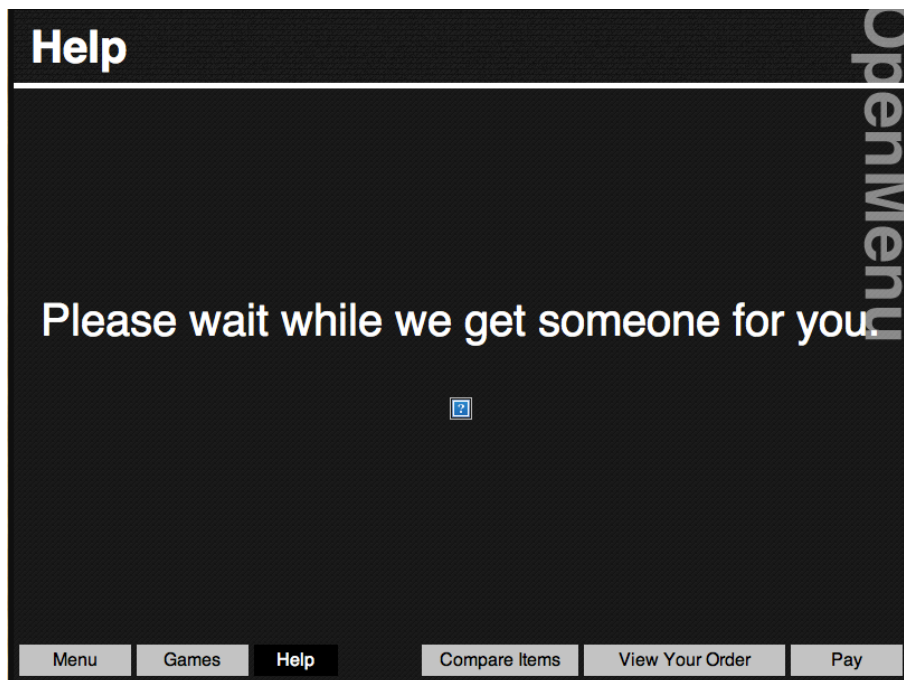 Help
OpenMenu
Please wait while we get someone for you.
?
Menu
Games
Help
Compare Items
View Your Order
Pay